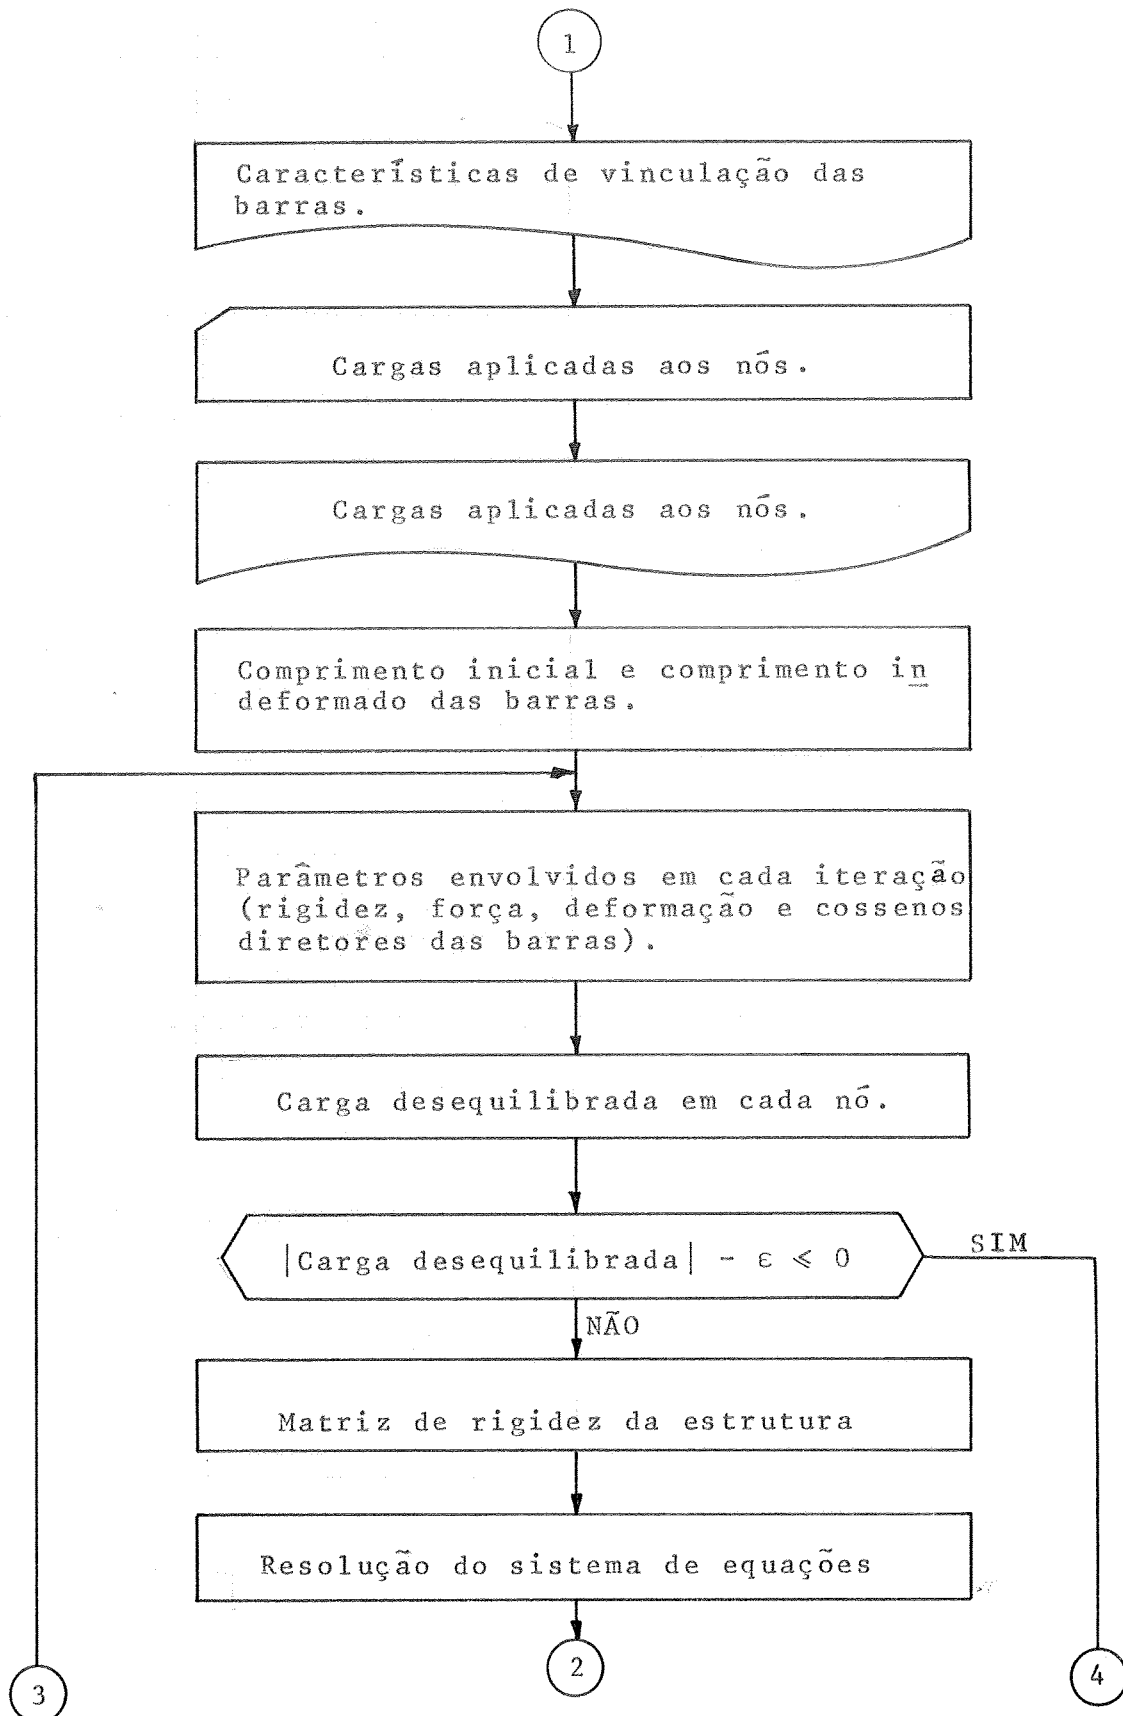 1
Características de vinculação das
barras.
Cargas aplicadas aos nós.
Cargas aplicadas aos nós.
Comprimento inicial e comprimento in
deformado das barras.
Parâmetros envolvidos em cada iteração
(rigidez, força, deformação e cossenos
diretores das barras).
Carga desequilibrada em cada nó.
|Carga desequilibrada| - ε ≤ 0
SIM
NÃO
Matriz de rigidez da estrutura
Resolução do sistema de equações
2
3
4